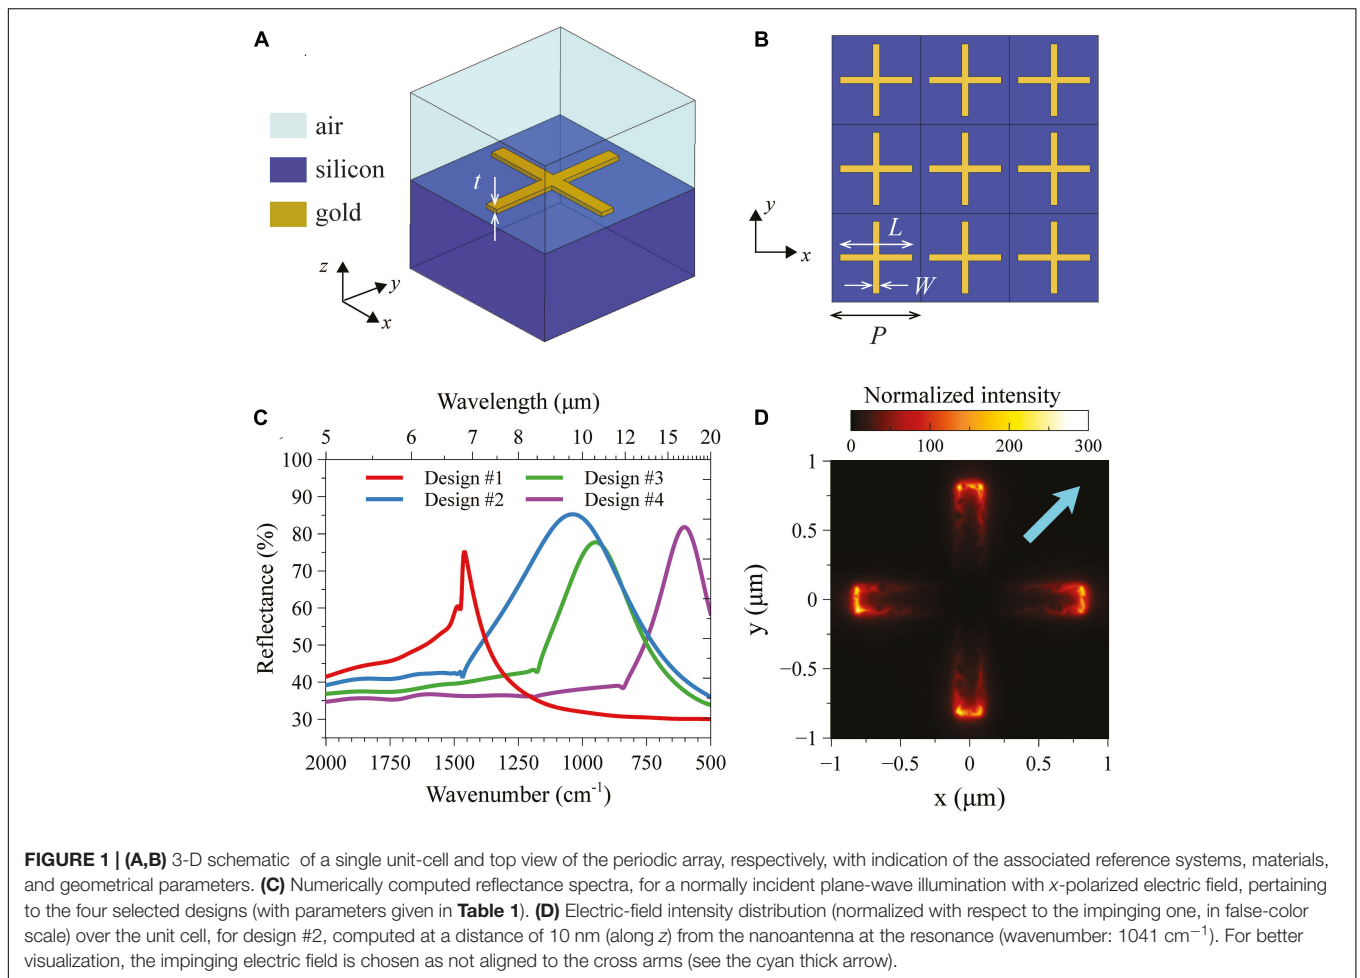 A
air
silicon
gold
t
z
y
x
B
y
x
L
W
P
C
Wavelength (µm)
5 6 7 8 10 12 15 20
Reflectance (%)
100
90
80
70
60
50
40
30
Design #1
Design #2
Design #3
Design #4
2000 1750 1500 1250 1000 750 500
Wavenumber (cm-1)
D
Normalized intensity
0 100 200 300
y (µm)
1
0.5
0
−0.5
−1
−1 −0.5 0 0.5 1
x (µm)
FIGURE 1 | (A,B) 3-D schematic of a single unit-cell and top view of the periodic array, respectively, with indication of the associated reference systems, materials,
and geometrical parameters. (C) Numerically computed reflectance spectra, for a normally incident plane-wave illumination with x-polarized electric field, pertaining
to the four selected designs (with parameters given in Table 1). (D) Electric-field intensity distribution (normalized with respect to the impinging one, in false-color
scale) over the unit cell, for design #2, computed at a distance of 10 nm (along z) from the nanoantenna at the resonance (wavenumber: 1041 cm−1). For better
visualization, the impinging electric field is chosen as not aligned to the cross arms (see the cyan thick arrow).